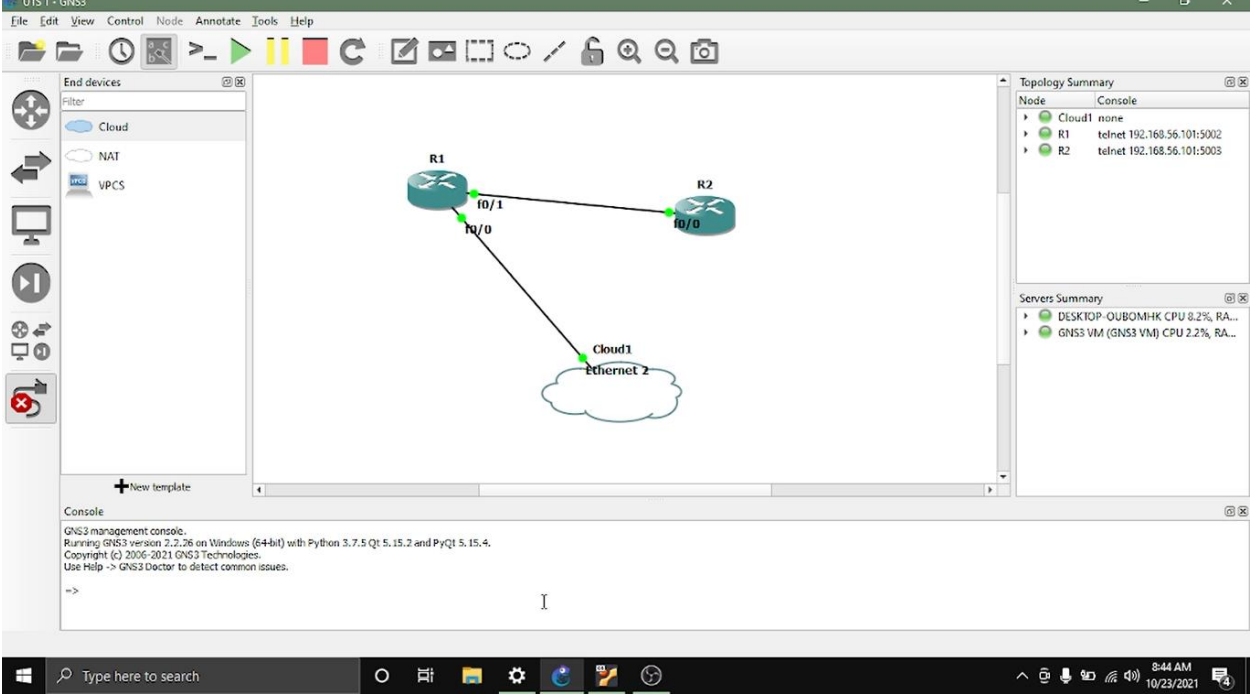 UTS 1 - GNS3
File Edit View Control Node Annotate Tools Help
End devices
Filter
Cloud
NAT
VPCS
New template
R1
f0/1
f0/0
R2
f0/0
Cloud1
Ethernet 2
Topology Summary
Node Console
Cloud1 none
R1 telnet 192.168.56.101:5002
R2 telnet 192.168.56.101:5003
Servers Summary
DESKTOP-OUBOMHK CPU 8.2%, RA...
GNS3 VM (GNS3 VM) CPU 2.2%, RA...
Console
GNS3 management console.
Running GNS3 version 2.2.26 on Windows (64-bit) with Python 3.7.5 Qt 5.15.2 and PyQt 5.15.4.
Copyright (c) 2006-2021 GNS3 Technologies.
Use Help -> GNS3 Doctor to detect common issues.
=>
Type here to search
8:44 AM
10/23/2021
4